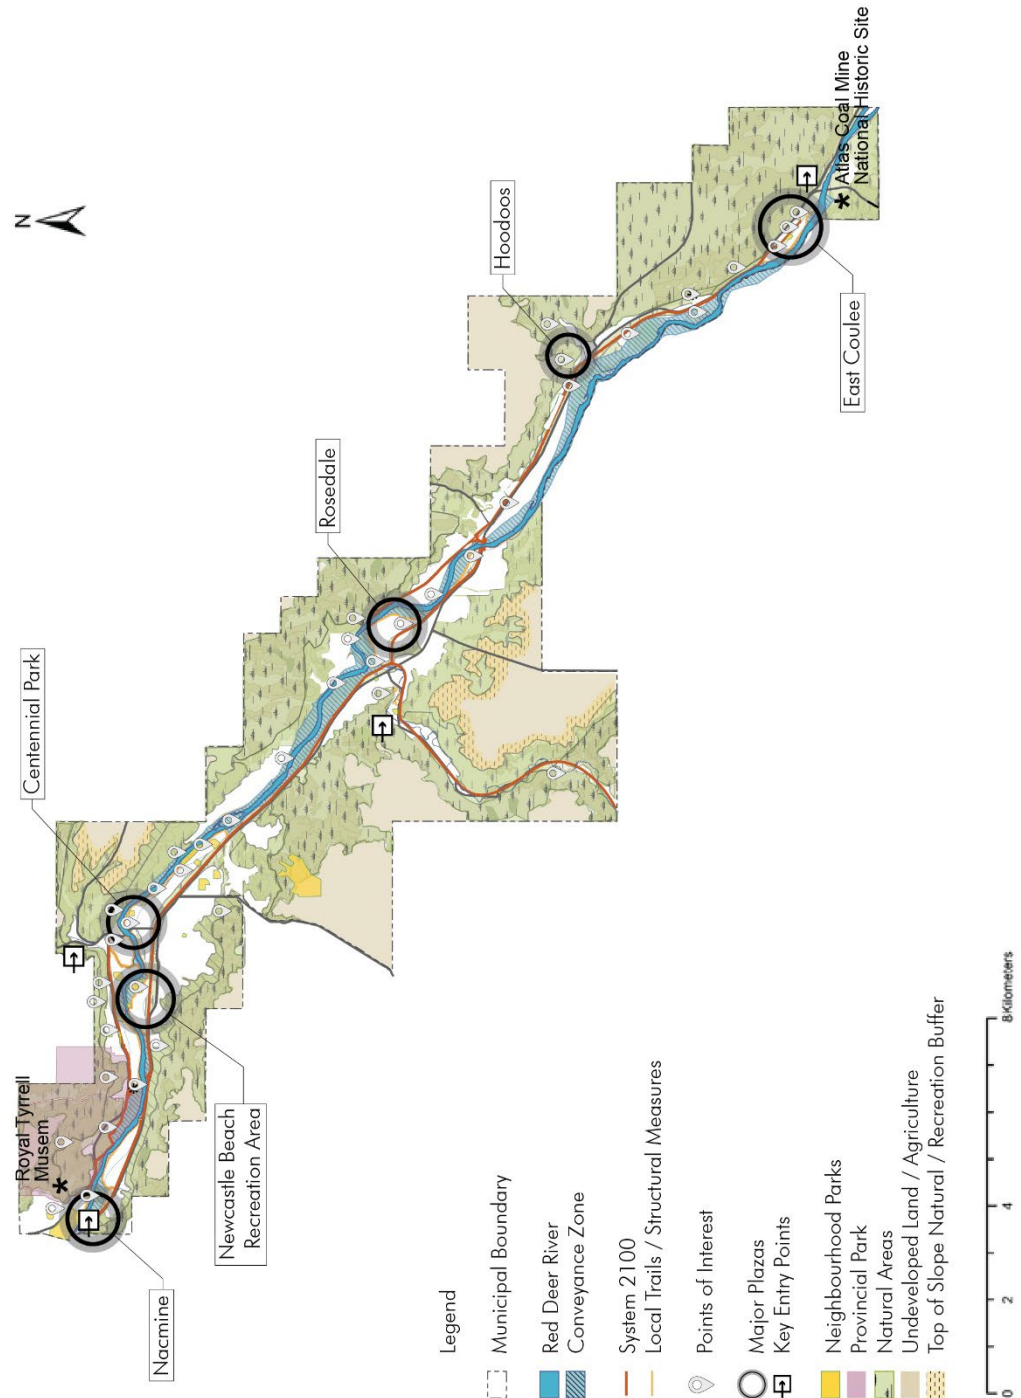 N
Royal Tyrrell
Musem
Centennial Park
Rosedale
Hoodoos
Atlas Coal Mine
National Historic Site
Nacmine
Newcastle Beach
Recreation Area
East Coulee
Legend
Municipal Boundary
Red Deer River
Conveyance Zone
System 2100
Local Trails / Structural Measures
Points of Interest
Major Plazas
Key Entry Points
Neighbourhood Parks
Provincial Park
Natural Areas
Undeveloped Land / Agriculture
Top of Slope Natural / Recreation Buffer
0 2 4 8 Kilometers